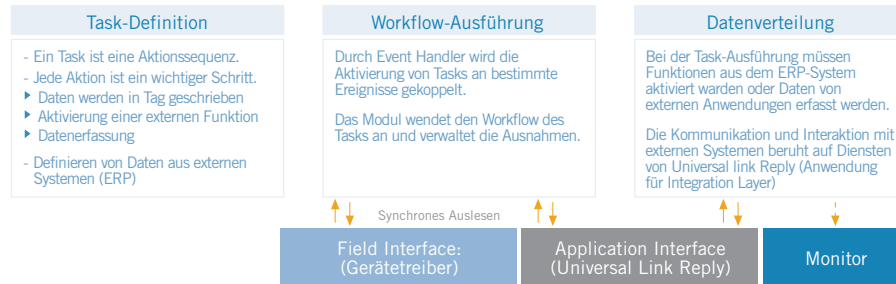 Task-Definition
- Ein Task ist eine Aktionssequenz.
- Jede Aktion ist ein wichtiger Schritt.
Daten werden in Tag geschrieben
Aktivierung einer externen Funktion
Datenerfassung
- Definieren von Daten aus externen
Systemen (ERP)
Workflow-Ausführung
Durch Event Handler wird die
Aktivierung von Tasks an bestimmte
Ereignisse gekoppelt.
Das Modul wendet den Workflow des
Tasks an und verwaltet die Ausnahmen.
Datenverteilung
Bei der Task-Ausführung müssen
Funktionen aus dem ERP-System
aktiviert warden oder Daten von
externen Anwendungen erfasst werden.
Die Kommunikation und Interaktion mit
externen Systemen beruht auf Diensten
von Universal link Reply (Anwendung
für Integration Layer)
Synchrones Auslesen
Field Interface:
(Gerätetreiber)
Application Interface
(Universal Link Reply)
Monitor